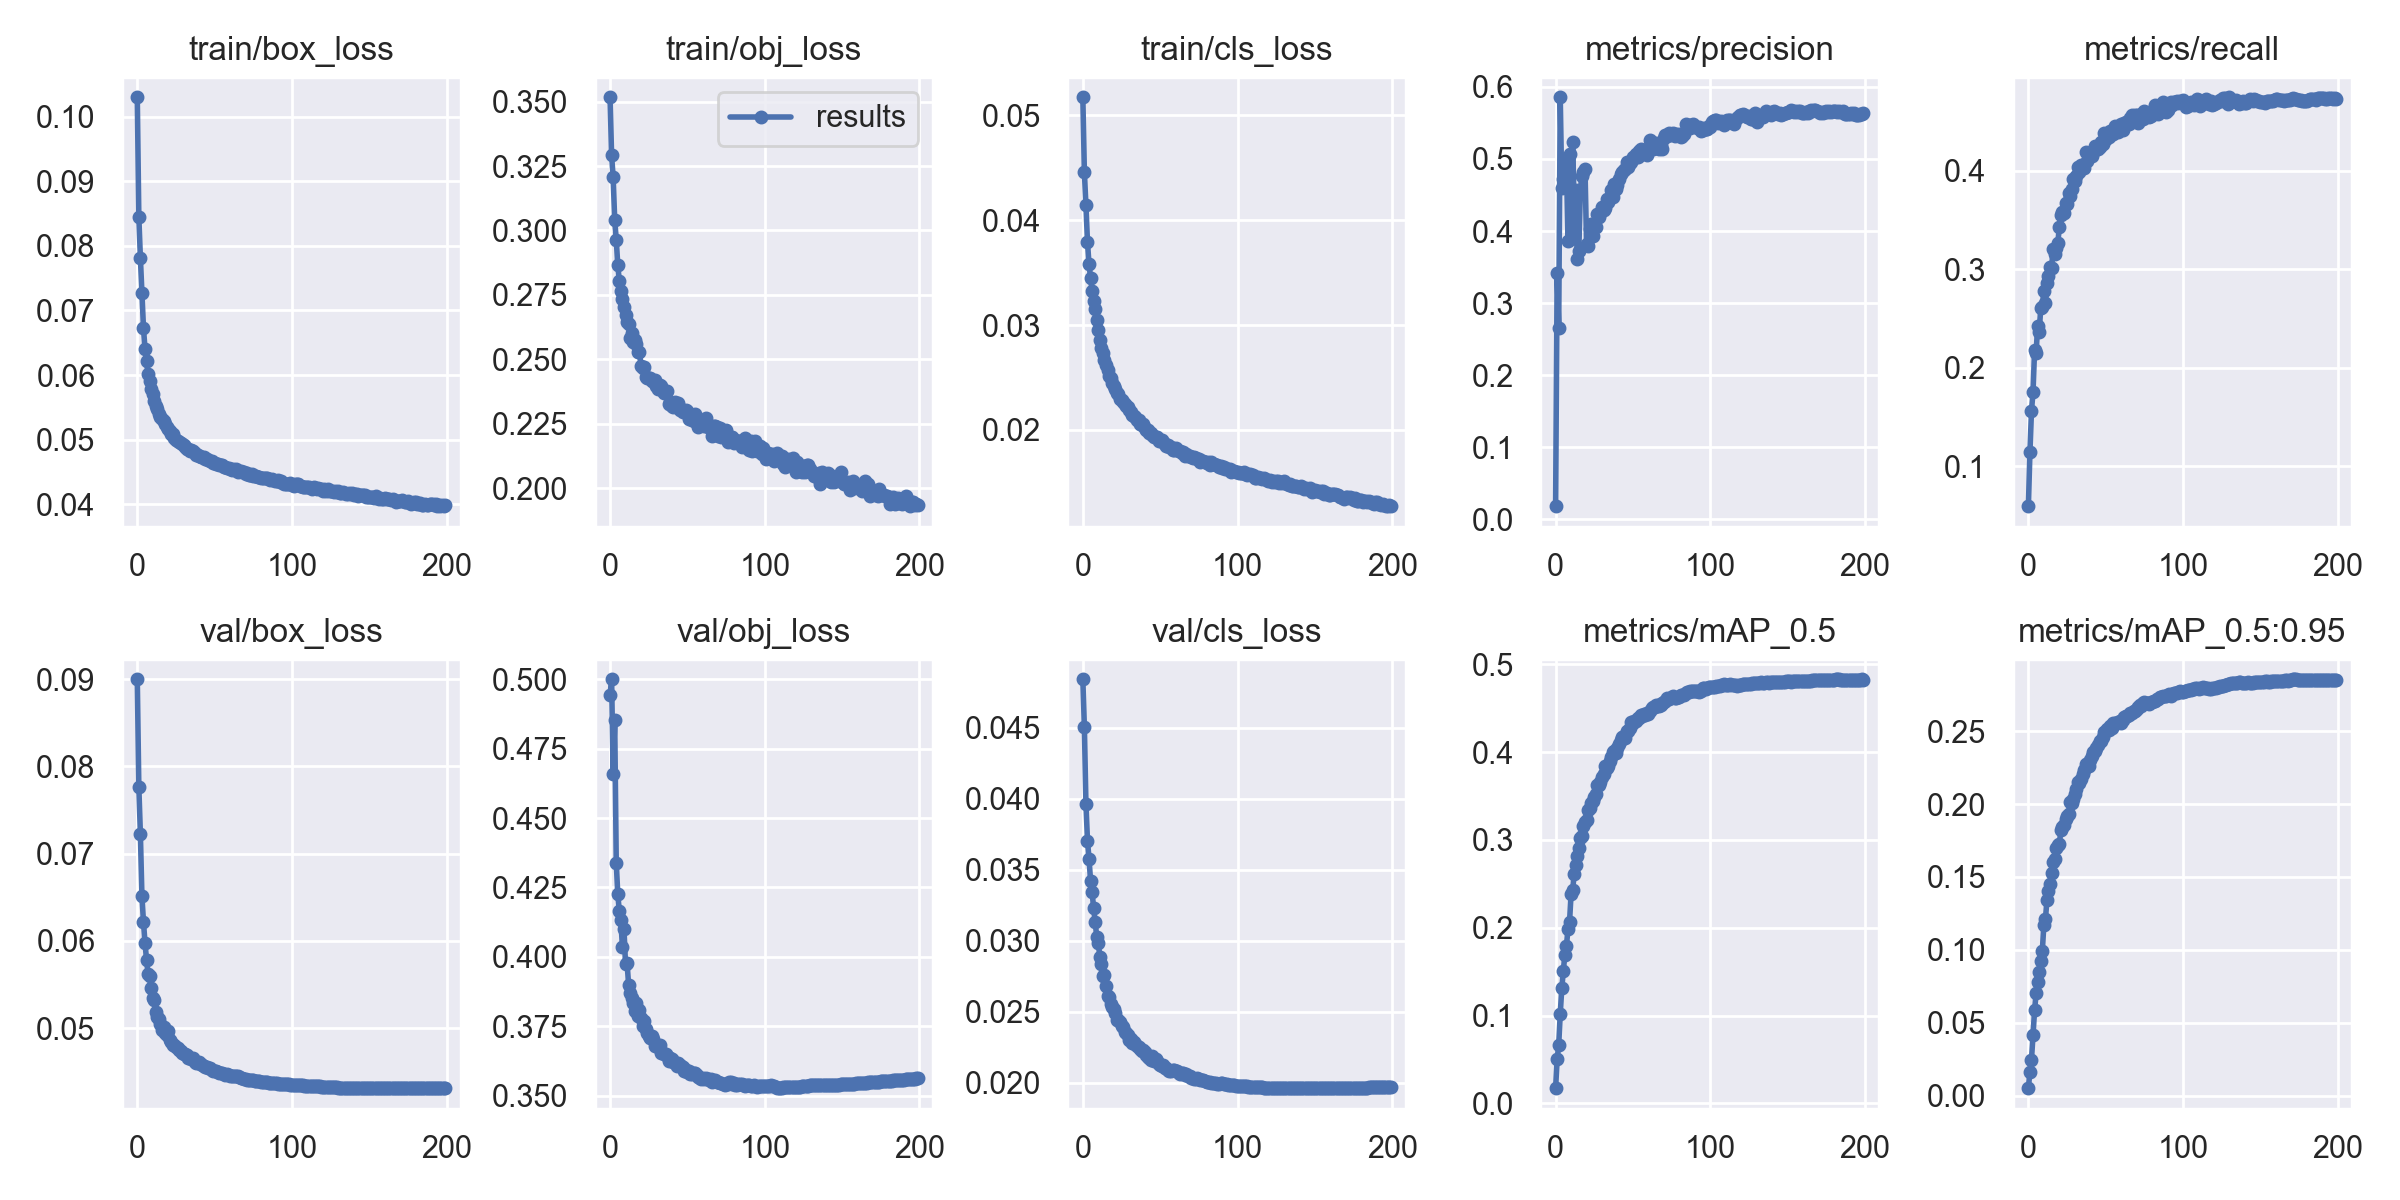 train/box_loss
0.10
0.09
0.08
0.07
0.06
0.05
0.04
0 100 200
train/obj_loss
results
0.350
0.325
0.300
0.275
0.250
0.225
0.200
0 100 200
train/cls_loss
0.05
0.04
0.03
0.02
0 100 200
metrics/precision
0.6
0.5
0.4
0.3
0.2
0.1
0.0
0 100 200
metrics/recall
0.4
0.3
0.2
0.1
0 100 200
val/box_loss
0.09
0.08
0.07
0.06
0.05
0 100 200
val/obj_loss
0.500
0.475
0.450
0.425
0.400
0.375
0.350
0 100 200
val/cls_loss
0.045
0.040
0.035
0.030
0.025
0.020
0 100 200
metrics/mAP_0.5
0.5
0.4
0.3
0.2
0.1
0.0
0 100 200
metrics/mAP_0.5:0.95
0.25
0.20
0.15
0.10
0.05
0.00
0 100 200